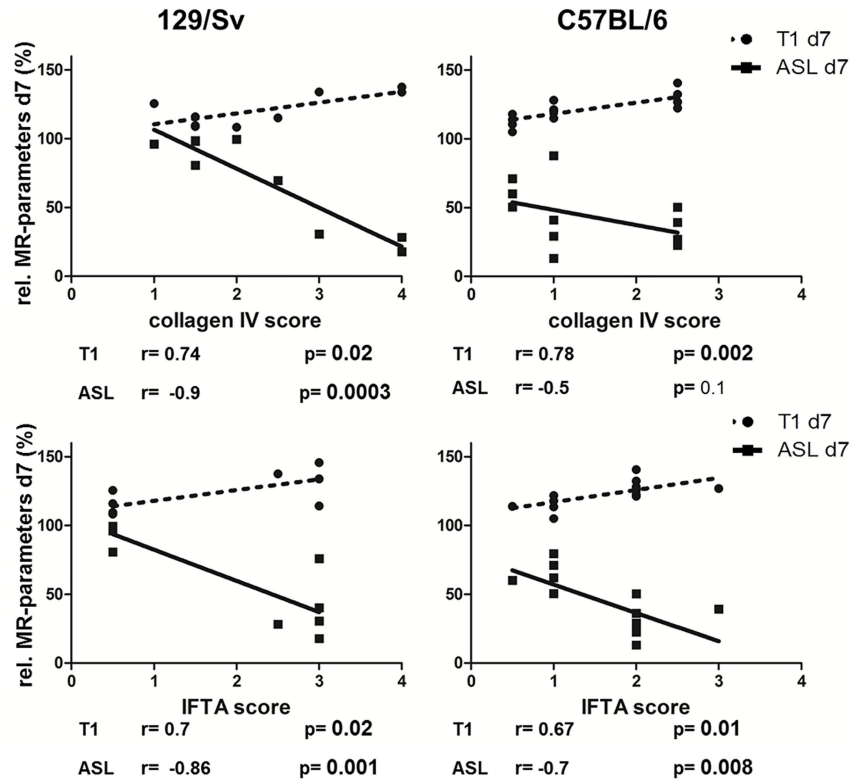 129/Sv
C57BL/6
T1 d7
ASL d7
rel. MR-parameters d7 (%)
150
100
50
0
0 1 2 3 4
collagen IV score
T1 r= 0.74 p= 0.02
ASL r= -0.9 p= 0.0003
150
100
50
0
0 1 2 3 4
collagen IV score
T1 r= 0.78 p= 0.002
ASL r= -0.5 p= 0.1
T1 d7
ASL d7
rel. MR-parameters d7 (%)
150
100
50
0
0 1 2 3 4
IFTA score
T1 r= 0.7 p= 0.02
ASL r= -0.86 p= 0.001
150
100
50
0
0 1 2 3 4
IFTA score
T1 r= 0.67 p= 0.01
ASL r= -0.7 p= 0.008